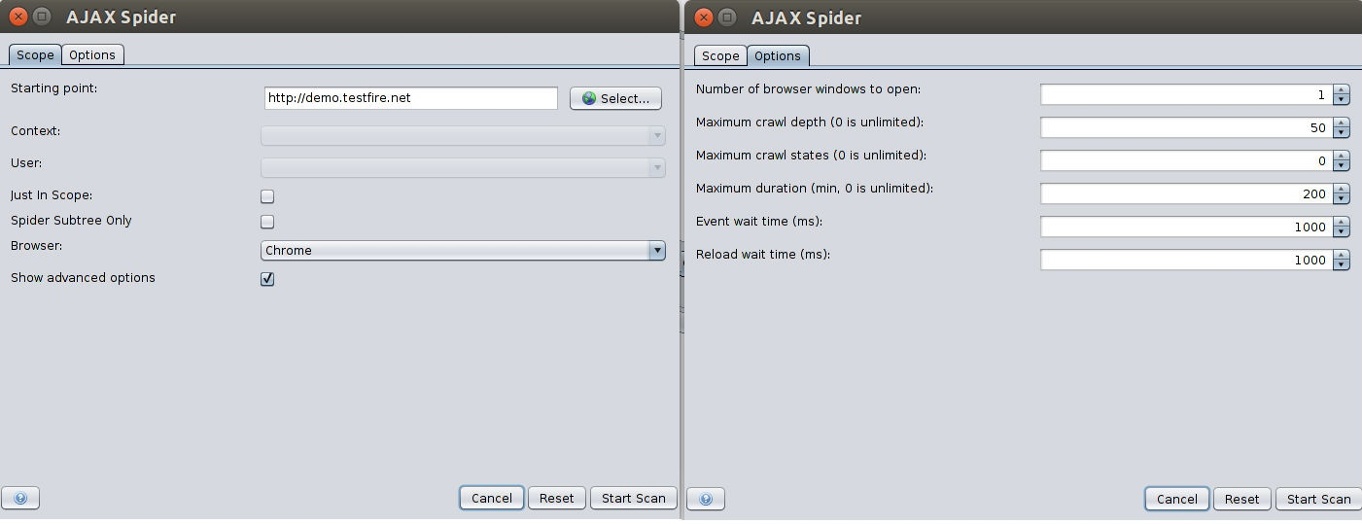 AJAX Spider
Scope Options
Starting point: http://demo.testfire.net Select...
Context:
User:
Just In Scope:
Spider Subtree Only
Browser: Chrome
Show advanced options
Cancel Reset Start Scan
AJAX Spider
Scope Options
Number of browser windows to open: 1
Maximum crawl depth (0 is unlimited): 50
Maximum crawl states (0 is unlimited): 0
Maximum duration (min, 0 is unlimited): 200
Event wait time (ms): 1000
Reload wait time (ms): 1000
Cancel Reset Start Scan